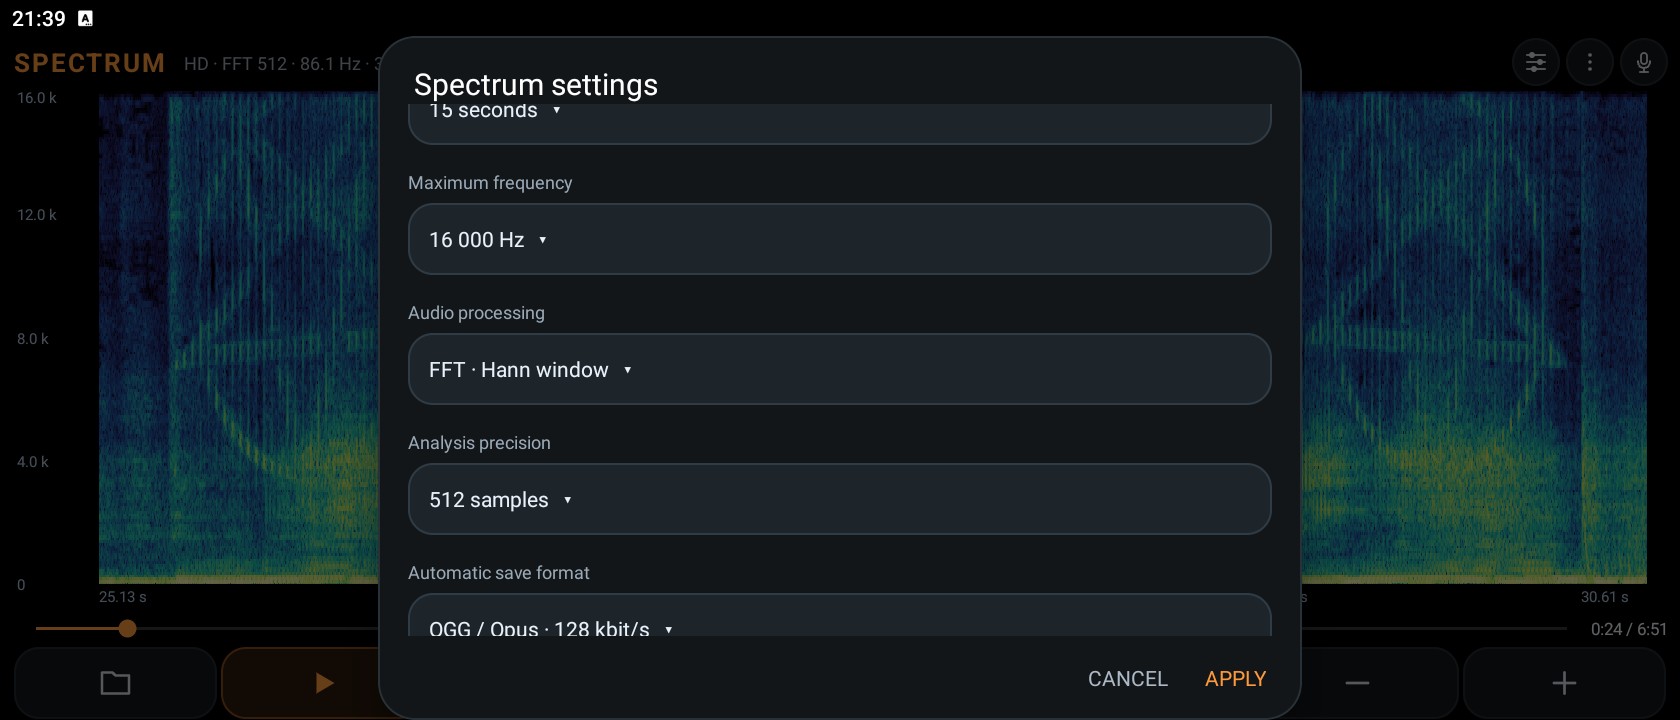 21:39
SPECTRUM HD · FFT 512 · 86.1 Hz ·
Spectrum settings
15 seconds
Maximum frequency
16 000 Hz
Audio processing
FFT · Hann window
Analysis precision
512 samples
Automatic save format
OGG / Opus · 128 kbit/s
CANCEL APPLY
16.0 k
12.0 k
8.0 k
4.0 k
0
25.13 s
30.61 s
0:24 / 6:51